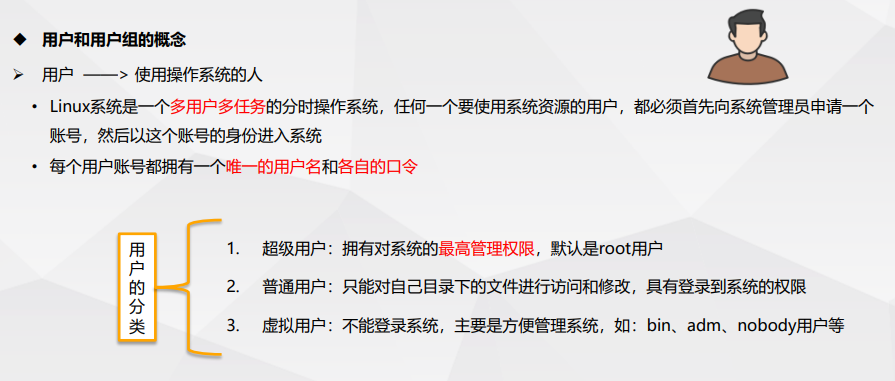 ◆ 用户和用户组的概念
➢ 用户 ——> 使用操作系统的人
• Linux系统是一个多用户多任务的分时操作系统，任何一个要使用系统资源的用户，都必须首先向系统管理员申请一个
账号，然后以这个账号的身份进入系统
• 每个用户账号都拥有一个唯一的用户名和各自的口令
用户的分类
1. 超级用户：拥有对系统的最高管理权限，默认是root用户
2. 普通用户：只能对自己目录下的文件进行访问和修改，具有登录到系统的权限
3. 虚拟用户：不能登录系统，主要是方便管理系统，如：bin、adm、nobody用户等